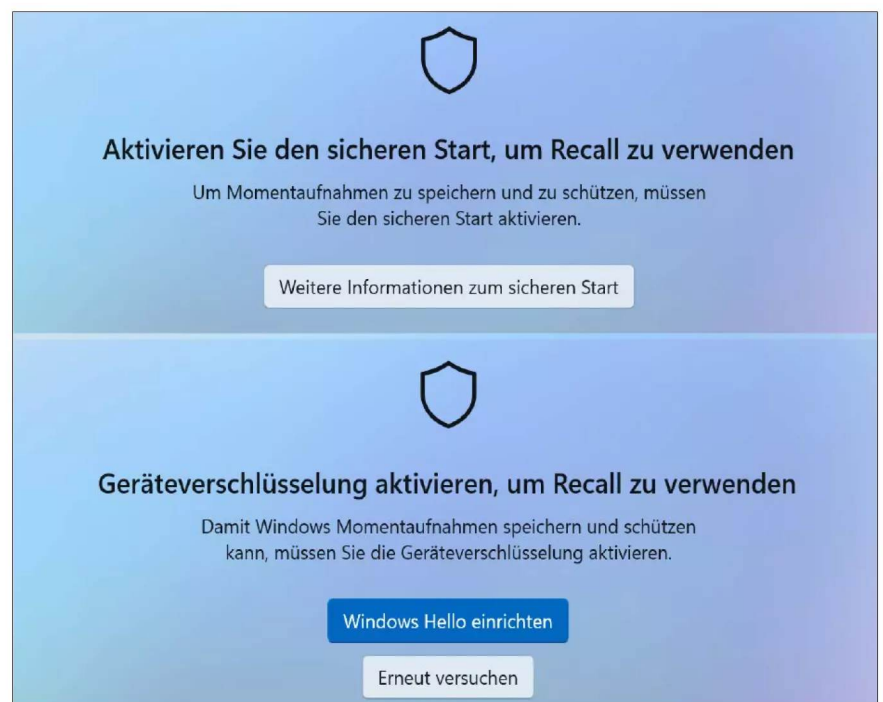 Aktivieren Sie den sicheren Start, um Recall zu verwenden
Um Momentaufnahmen zu speichern und zu schützen, müssen
Sie den sicheren Start aktivieren.
Weitere Informationen zum sicheren Start
Geräteverschlüsselung aktivieren, um Recall zu verwenden
Damit Windows Momentaufnahmen speichern und schützen
kann, müssen Sie die Geräteverschlüsselung aktivieren.
Windows Hello einrichten
Erneut versuchen